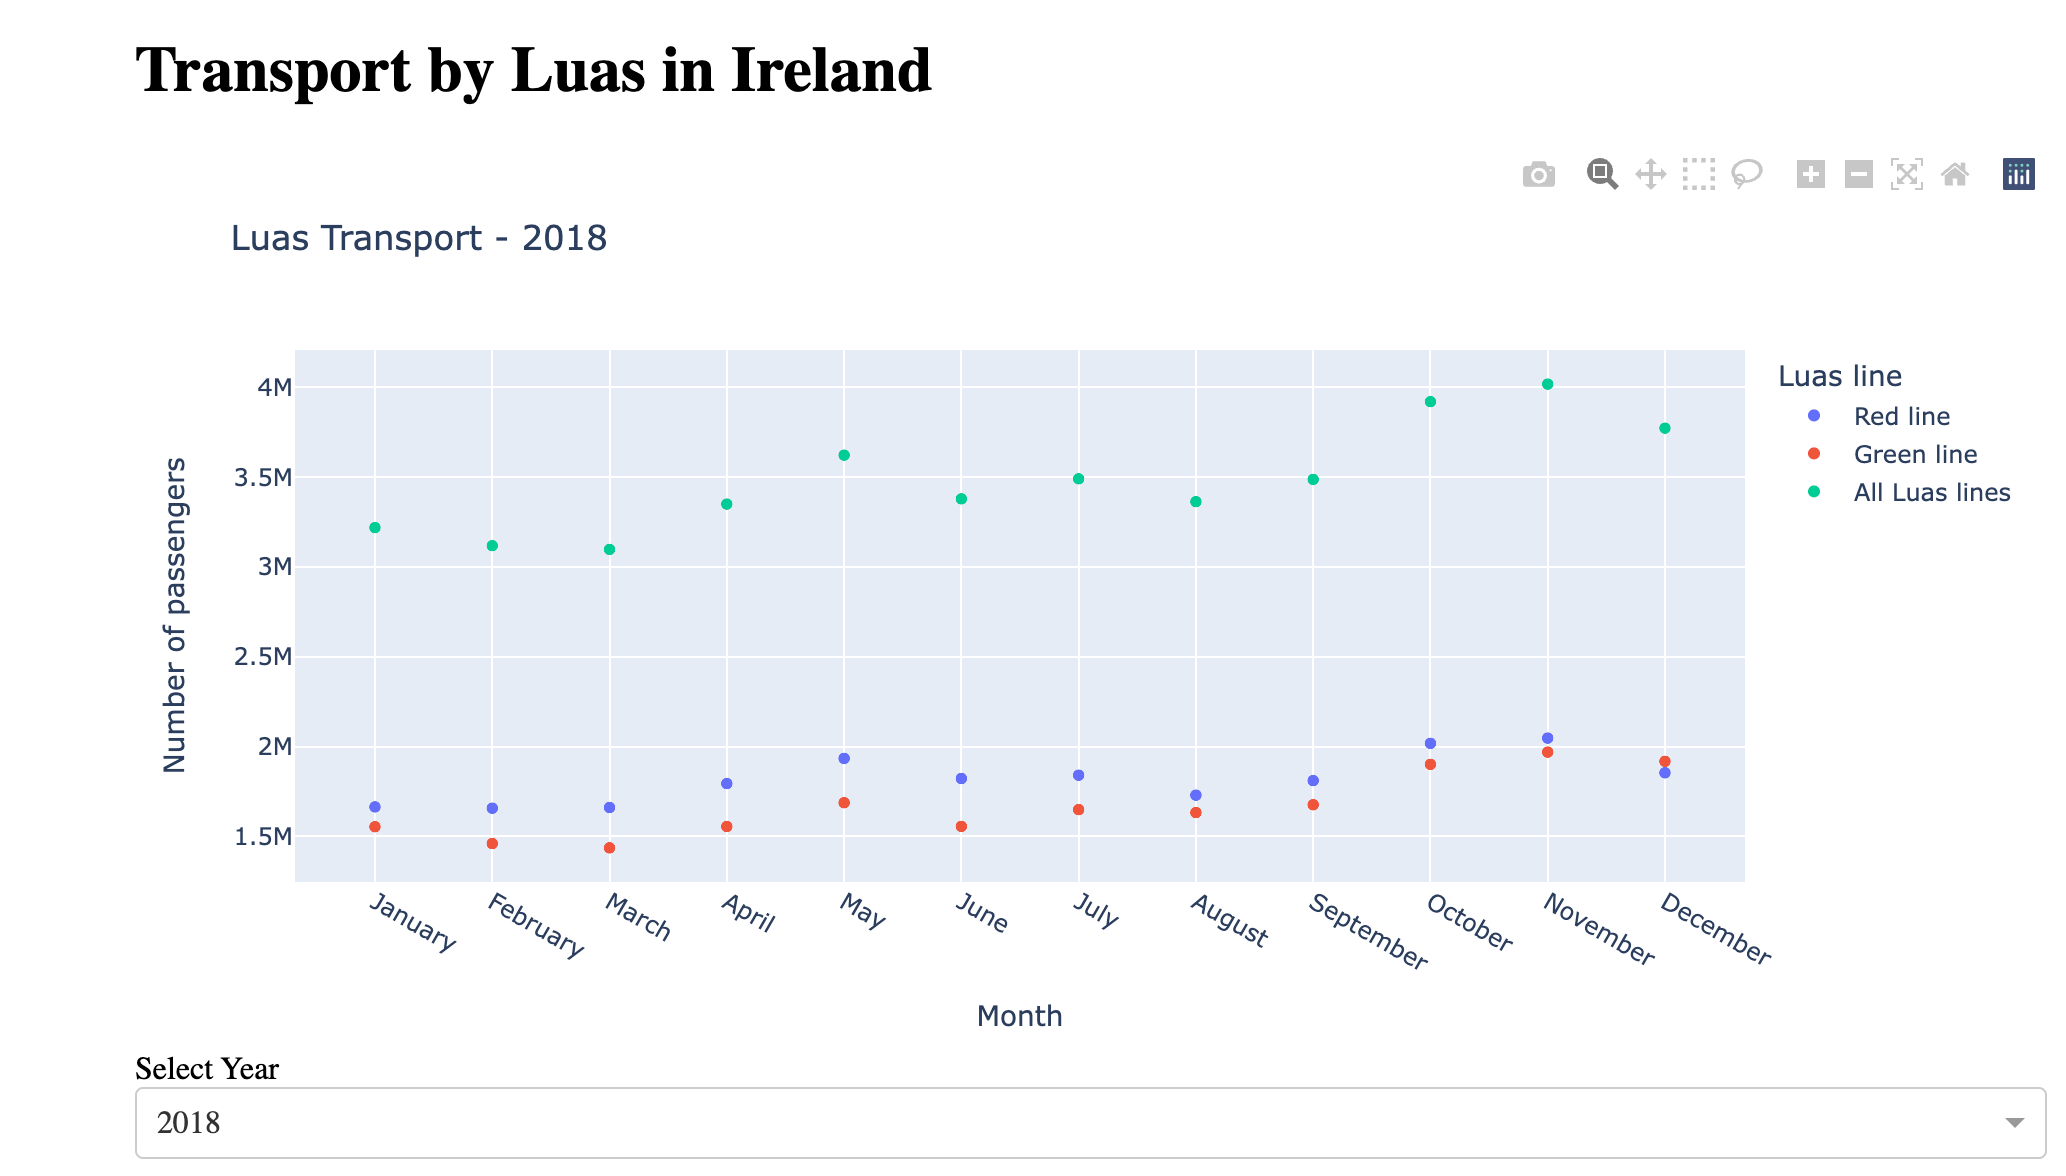 Transport by Luas in Ireland
Luas Transport - 2018
4M
3.5M
3M
2.5M
2M
1.5M
Number of passengers
January
February
March
April
May
June
July
August
September
October
November
December
Month
Luas line
Red line
Green line
All Luas lines
Select Year
2018